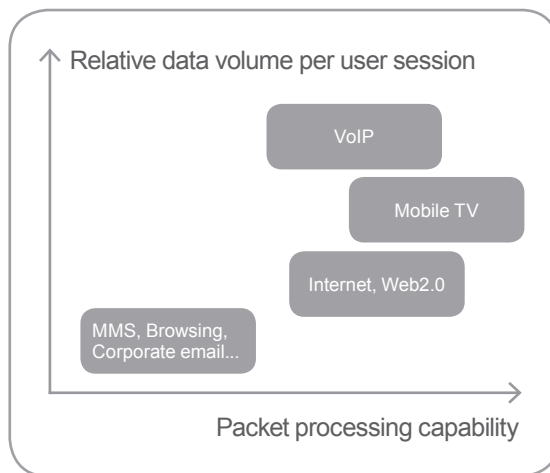 Relative data volume per user session
VoIP
Mobile TV
Internet, Web2.0
MMS, Browsing,
Corporate email...
Packet processing capability